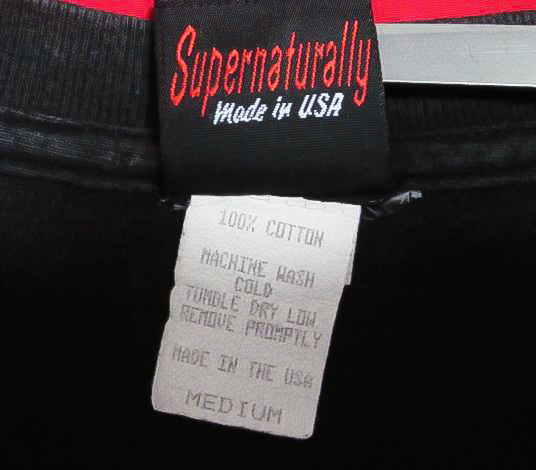 Supernaturally
Made in USA
100% COTTON
MACHINE WASH
COLD
TUMBLE DRY LOW
REMOVE PROMPTLY
MADE IN THE USA
MEDIUM